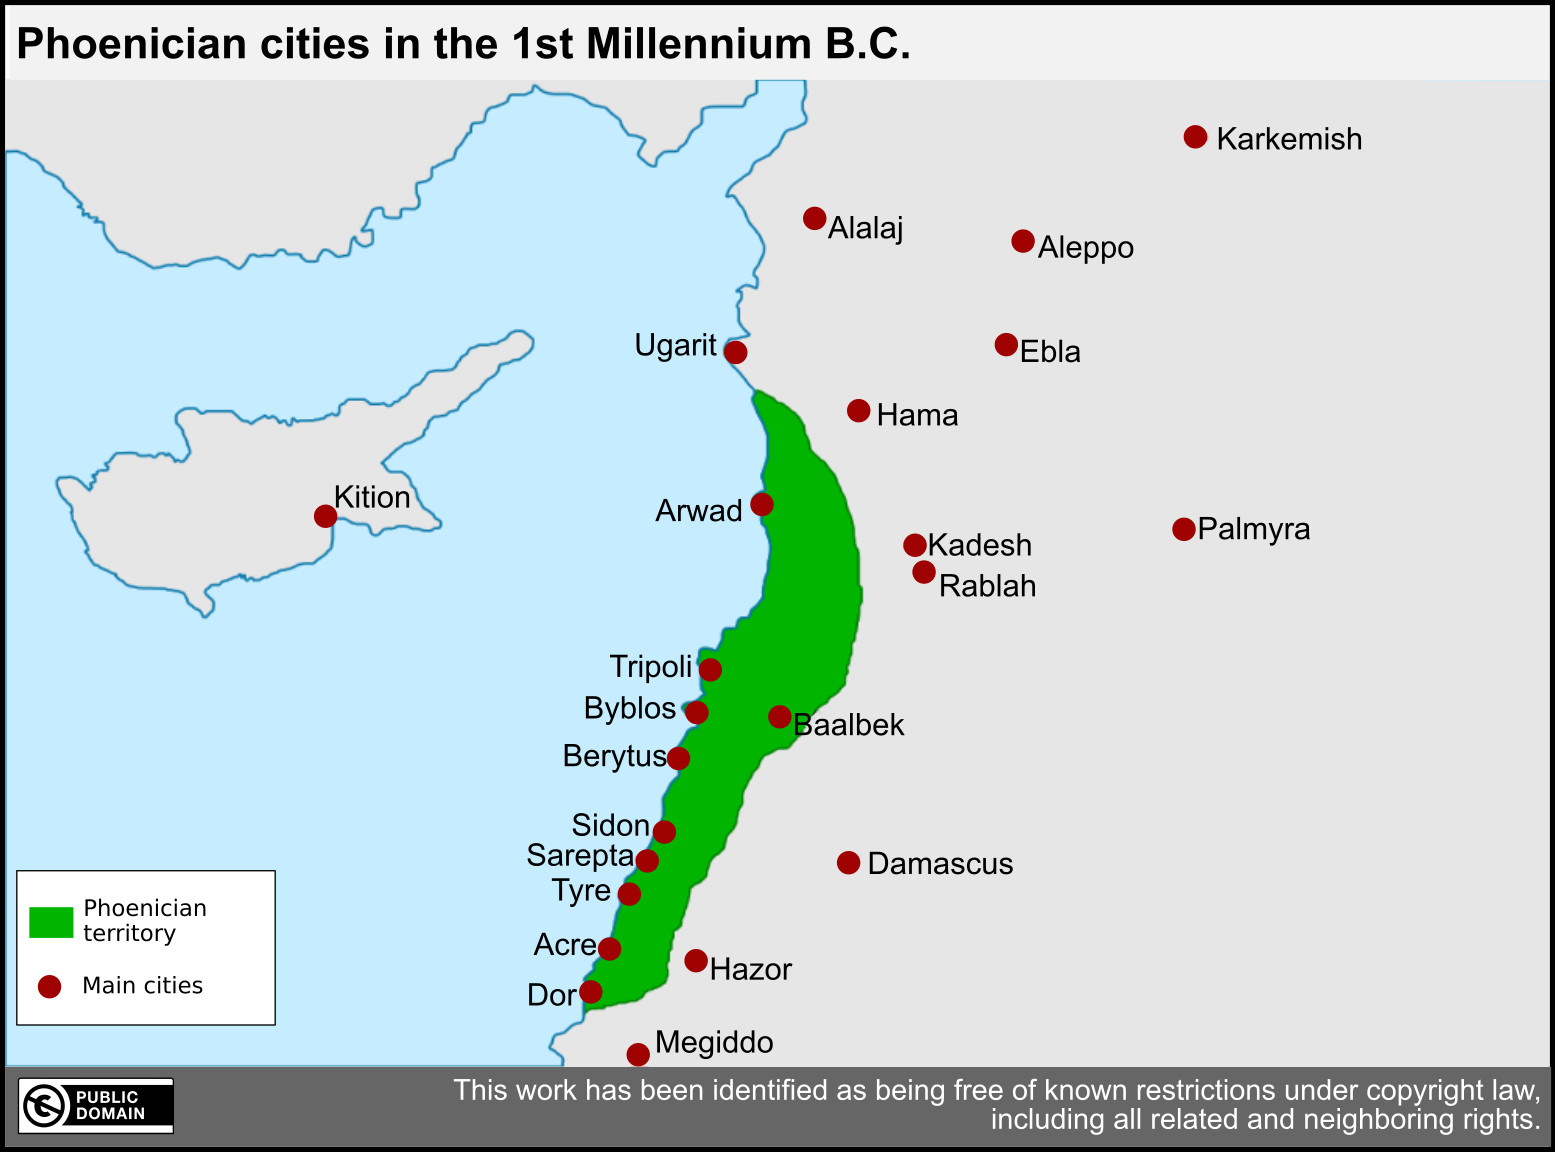 Phoenician cities in the 1st Millennium B.C.
Karkemish
Alalaj
Aleppo
Ugarit
Ebla
Hama
Kition
Arwad
Palmyra
Kadesh
Rablah
Tripoli
Byblos
Baalbek
Berytus
Sidon
Sarepta
Damascus
Tyre
Acre
Hazor
Dor
Megiddo
Phoenician
territory
Main cities
PUBLIC
DOMAIN
This work has been identified as being free of known restrictions under copyright law,
including all related and neighboring rights.